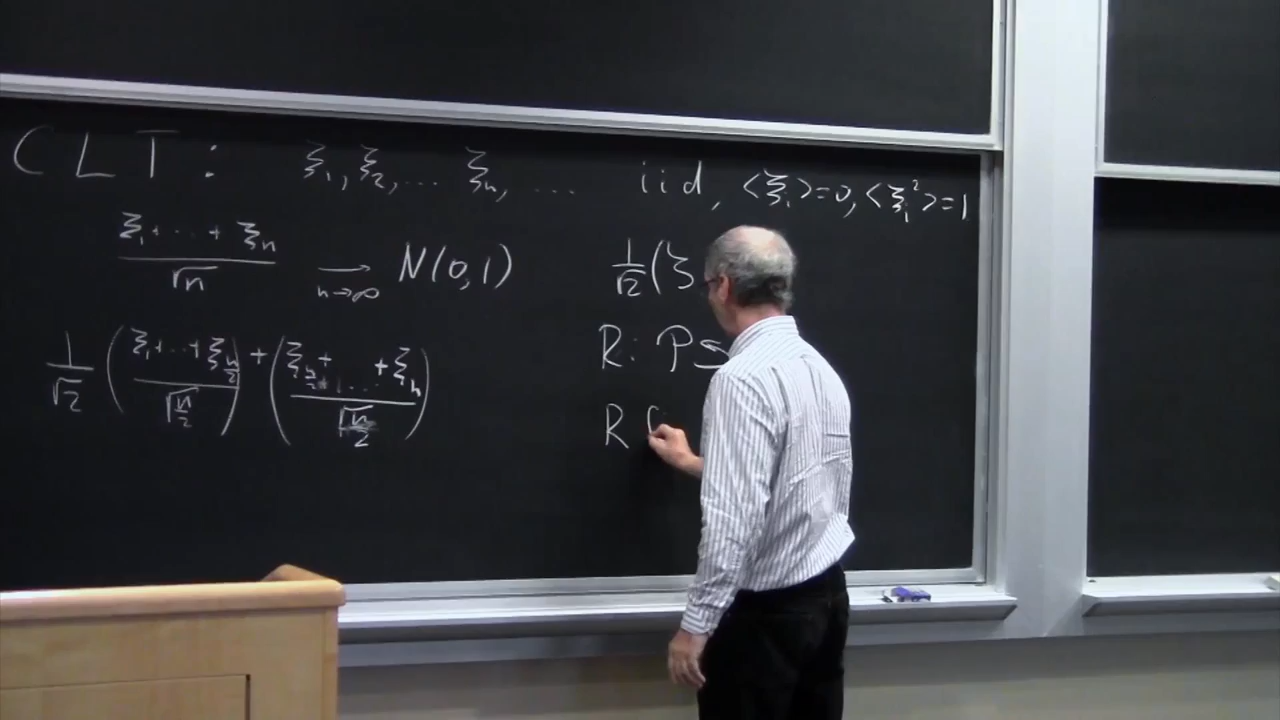 CLT: ξ₁, ξ₂, ... ξₙ, ... iid, <ξ₁>=0, <ξ₁²>=1
(ξ₁+...+ξₙ)/√n → N(0,1) n→∞
1/√2 (ζ
1/√2 ((ξ₁+...+ξ_{n/2})/√(n/2)) + ((ξ_{n/2+1}+...+ξₙ)/√(n/2))
R: P
R